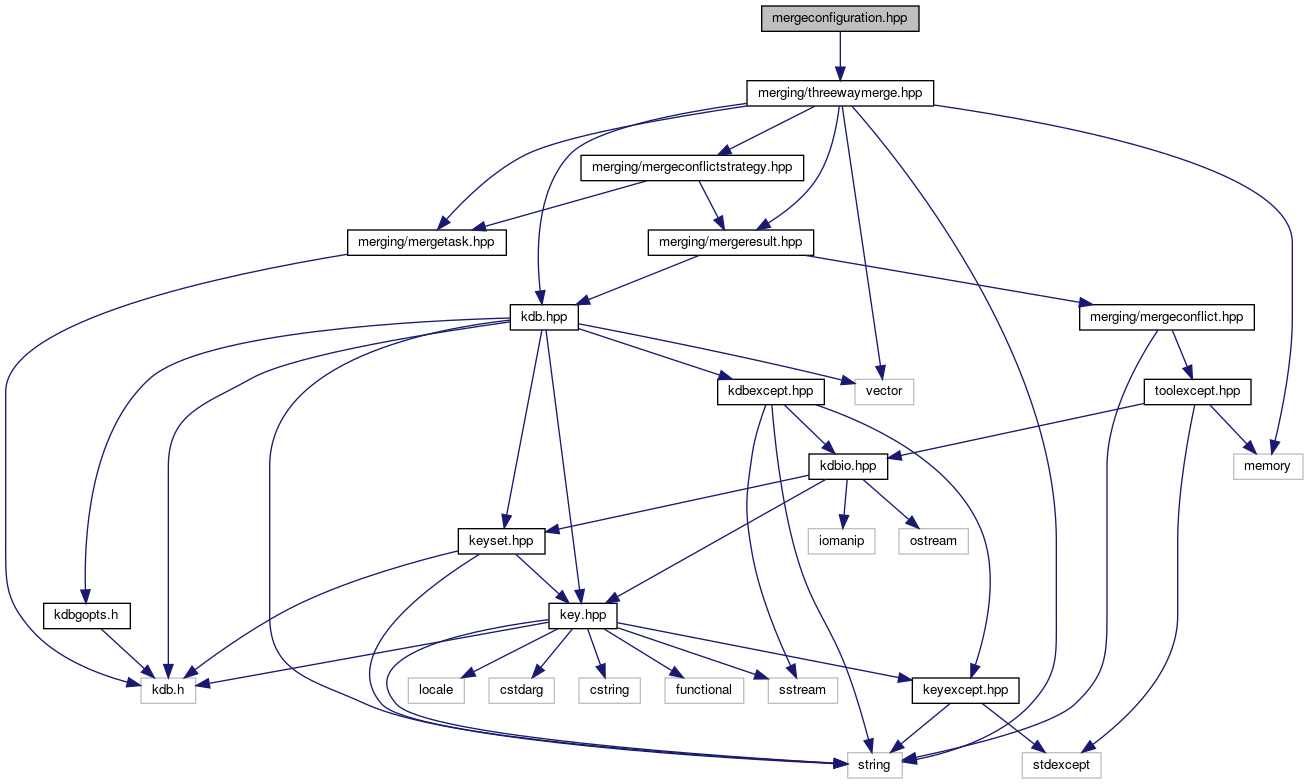 mergeconfiguration.hpp
merging/threewaymerge.hpp
merging/mergeconflictstrategy.hpp
merging/mergetask.hpp
merging/mergeresult.hpp
kdb.hpp
merging/mergeconflict.hpp
kdbexcept.hpp
vector
toolexcept.hpp
kdbio.hpp
memory
keyset.hpp
iomanip
ostream
kdbgopts.h
key.hpp
kdb.h
locale
cstdarg
cstring
functional
sstream
keyexcept.hpp
string
stdexcept